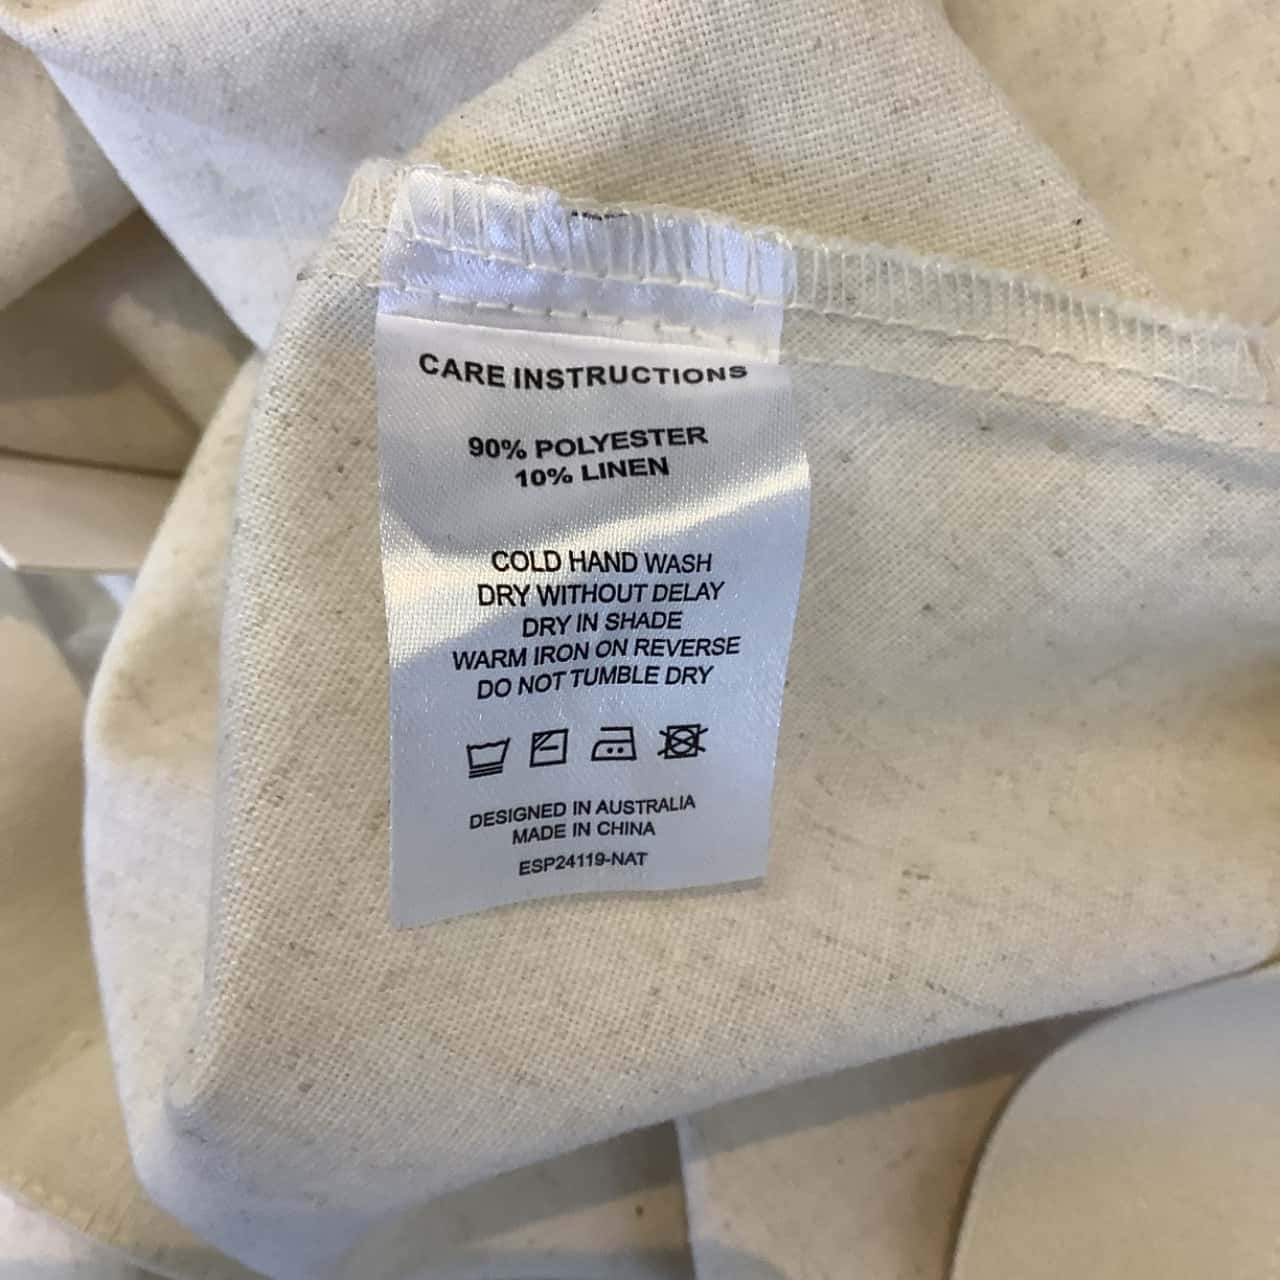 CARE INSTRUCTIONS
90% POLYESTER
10% LINEN
COLD HAND WASH
DRY WITHOUT DELAY
DRY IN SHADE
WARM IRON ON REVERSE
DO NOT TUMBLE DRY
DESIGNED IN AUSTRALIA
MADE IN CHINA
ESP24119-NAT